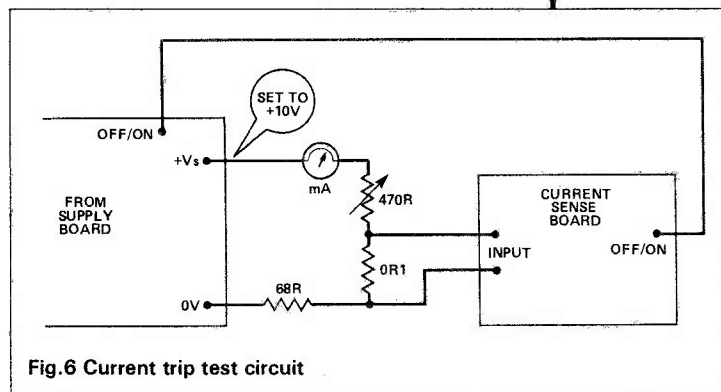 SET TO
+10V
OFF/ON
+Vs
mA
FROM
SUPPLY
BOARD
470R
CURRENT
SENSE
BOARD
INPUT
OFF/ON
0R1
68R
0V
Fig.6 Current trip test circuit